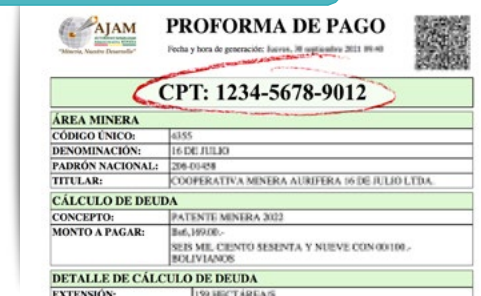 AJAM
"Minería, Nuestro Desarrollo"
PROFORMA DE PAGO
Fecha y hora de generación: Jueves, 30 septiembre 2021 09:40
CPT: 1234-5678-9012
ÁREA MINERA
CÓDIGO ÚNICO: 6355
DENOMINACIÓN: 16 DE JULIO
PADRÓN NACIONAL: 208-01458
TITULAR: COOPERATIVA MINERA AURIFERA 16 DE JULIO LTDA.
CÁLCULO DE DEUDA
CONCEPTO: PATENTE MINERA 2022
MONTO A PAGAR: Bs6,169.00.-
SEIS MIL CIENTO SESENTA Y NUEVE CON 00/100.-
BOLIVIANOS
DETALLE DE CÁLCULO DE DEUDA
EXTENSIÓN: 159 HECTÁREA/S